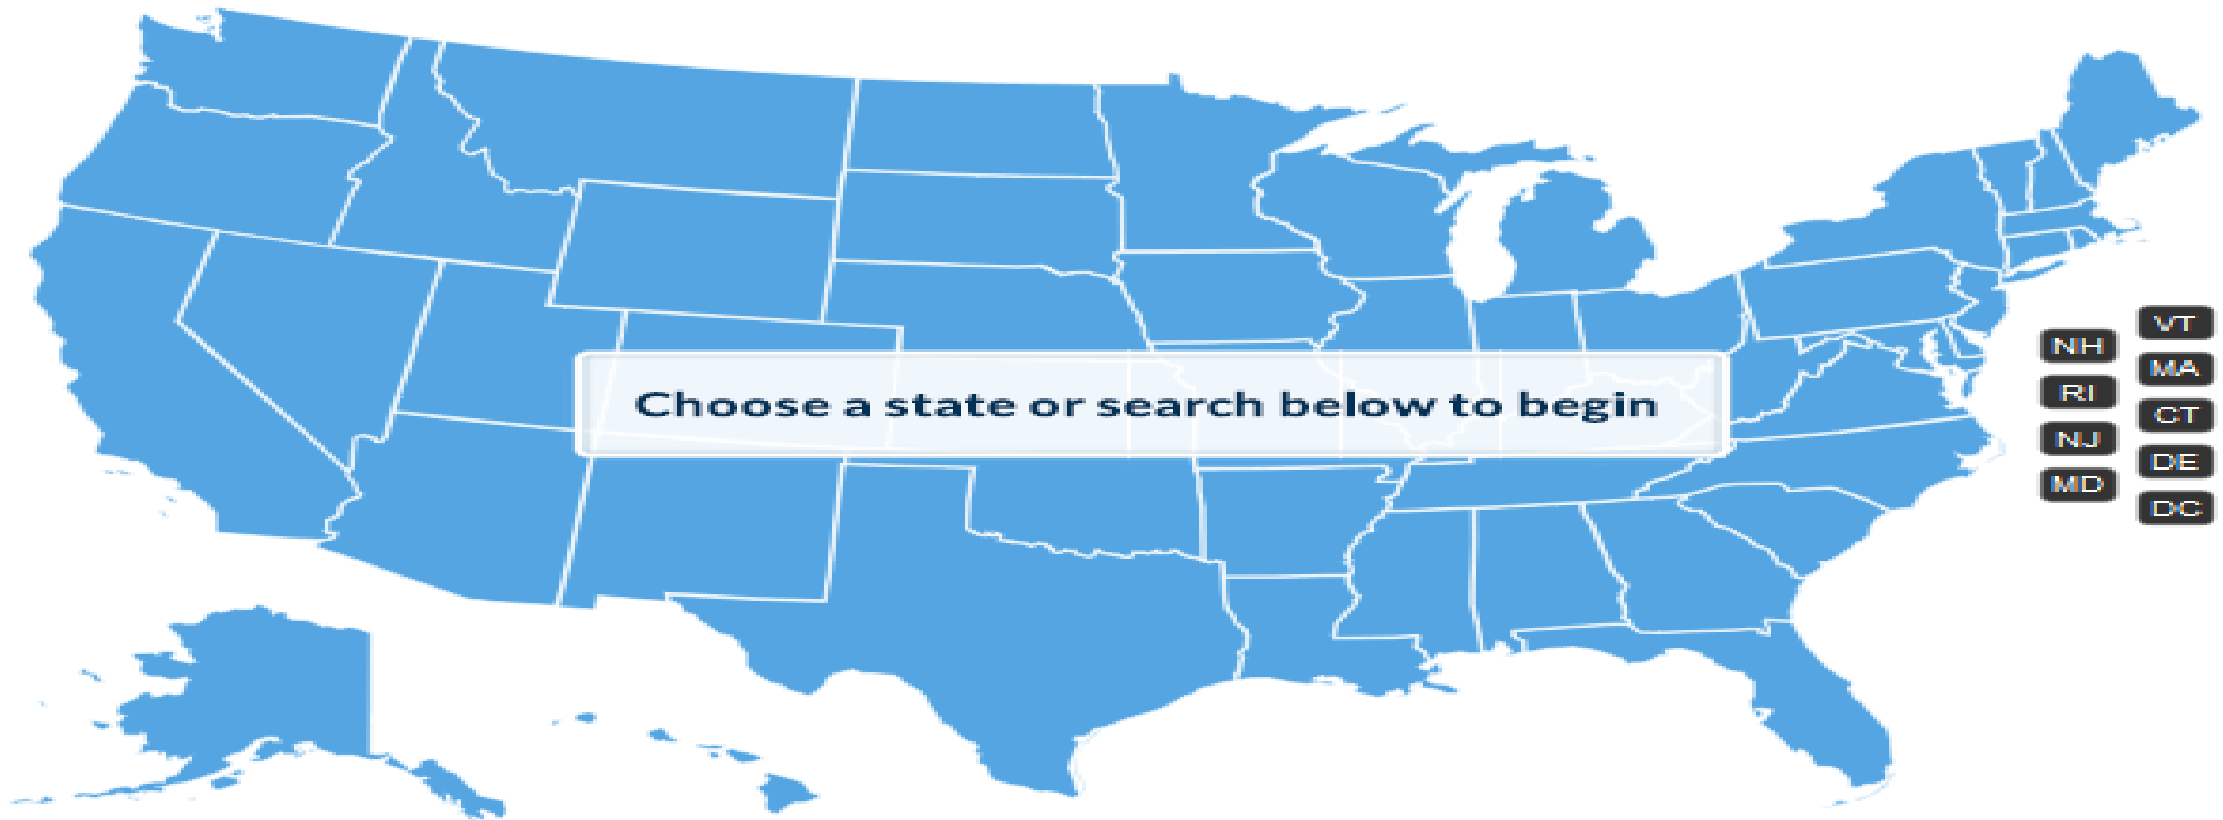 Choose a state or search below to begin
VT
NH
MA
RI
CT
NJ
DE
MD
DC